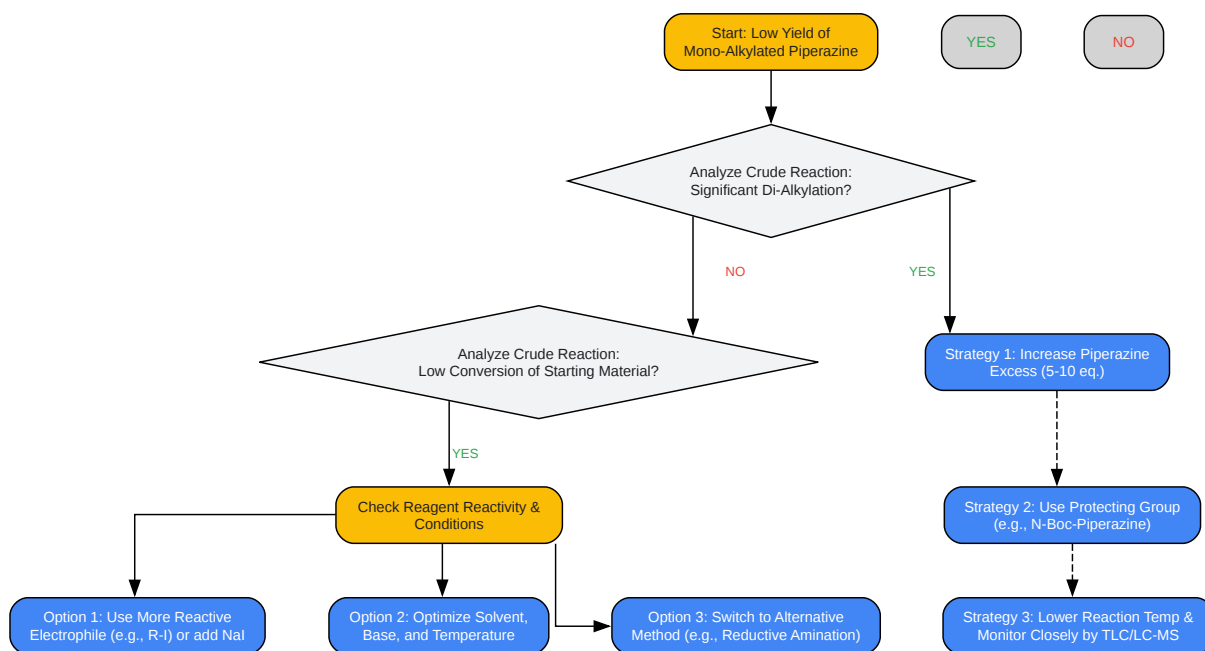 Start: Low Yield of
Mono-Alkylated Piperazine
YES
NO
Analyze Crude Reaction:
Significant Di-Alkylation?
NO
YES
Strategy 1: Increase Piperazine
Excess (5-10 eq.)
Analyze Crude Reaction:
Low Conversion of Starting Material?
YES
Check Reagent Reactivity &
Conditions
Strategy 2: Use Protecting Group
(e.g., N-Boc-Piperazine)
Option 1: Use More Reactive
Electrophile (e.g., R-I) or add NaI
Option 2: Optimize Solvent,
Base, and Temperature
Option 3: Switch to Alternative
Method (e.g., Reductive Amination)
Strategy 3: Lower Reaction Temp &
Monitor Closely by TLC/LC-MS